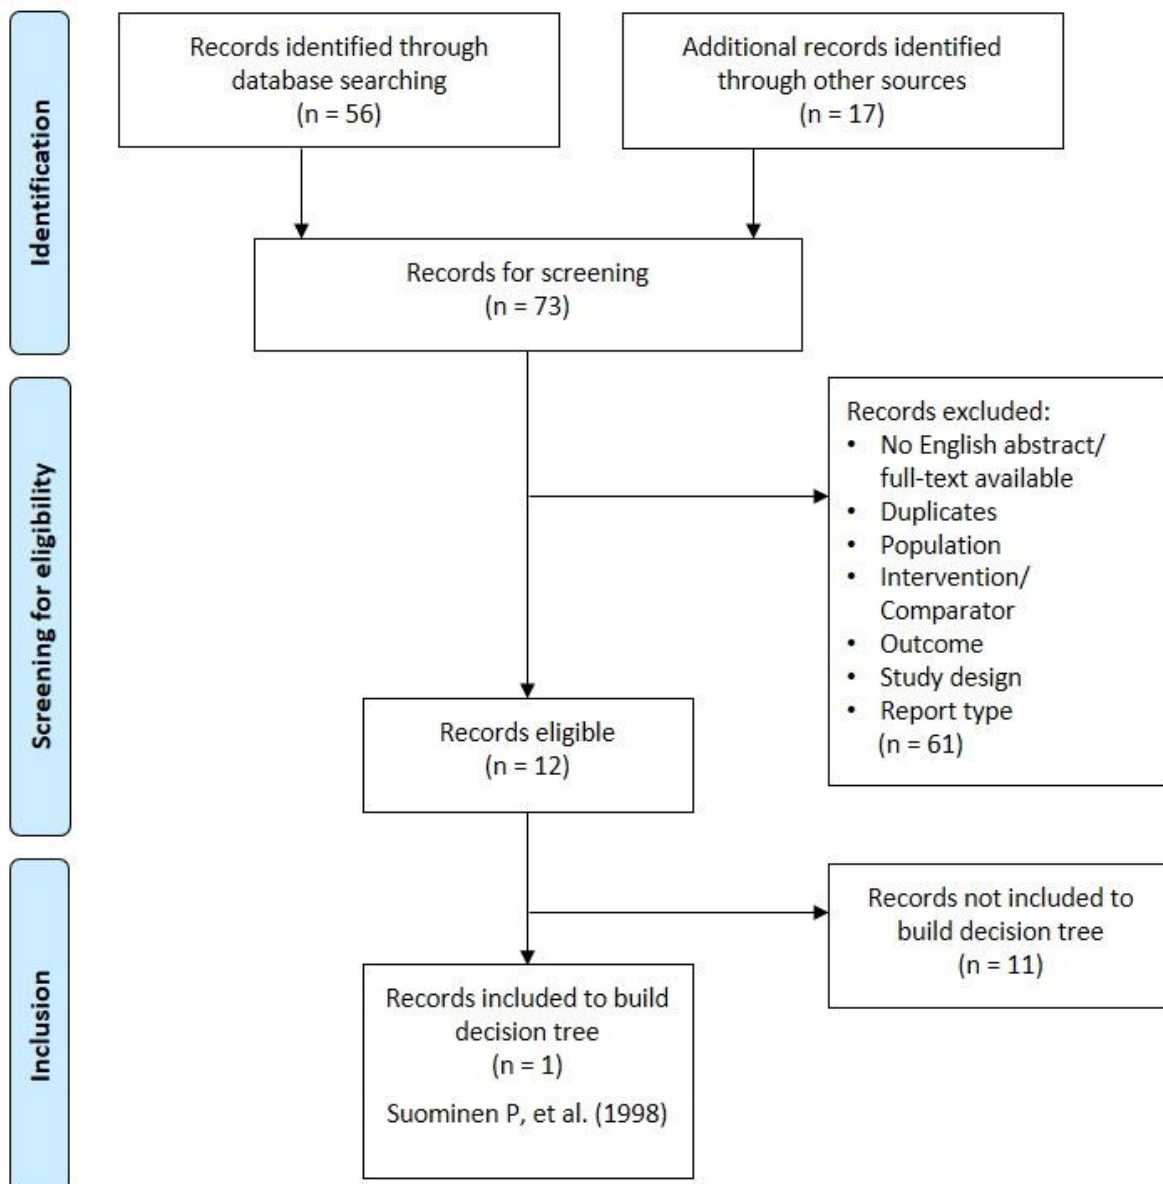 Identification
Records identified through
database searching
(n = 56)
Additional records identified
through other sources
(n = 17)
Records for screening
(n = 73)
Screening for eligibility
Records excluded:
• No English abstract/
full-text available
• Duplicates
• Population
• Intervention/
Comparator
• Outcome
• Study design
• Report type
(n = 61)
Records eligible
(n = 12)
Inclusion
Records not included to
build decision tree
(n = 11)
Records included to build
decision tree
(n = 1)
Suominen P, et al. (1998)